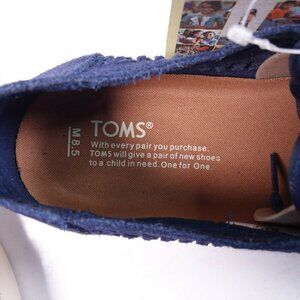 TOMS®
With every pair you purchase,
TOMS will give a pair of new shoes
to a child in need. One for One.
M8.5